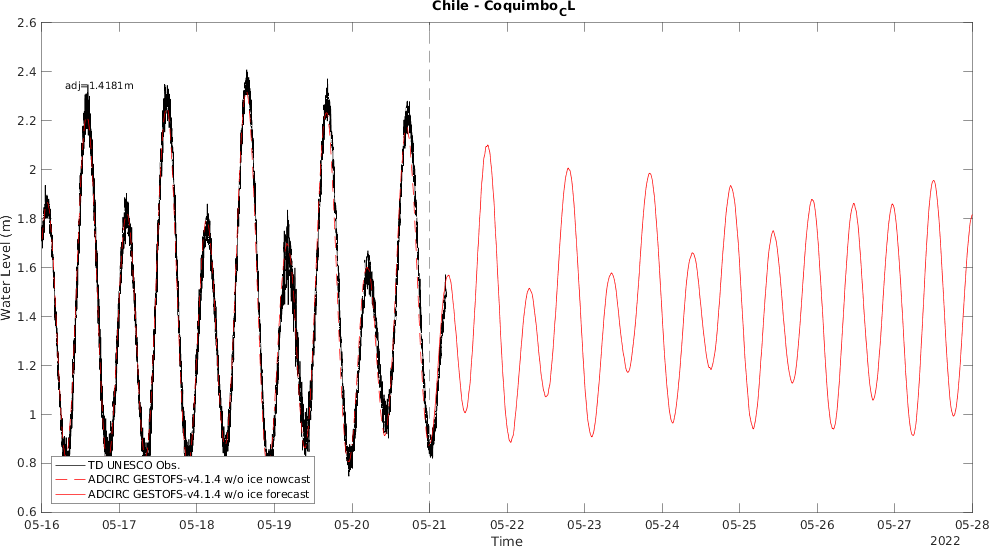 Chile - Coquimbo_CL
2.6
2.4
2.2
2
1.8
1.6
1.4
1.2
1
0.8
0.6
Water Level (m)
adj=1.4181m
TD UNESCO Obs.
ADCIRC GESTOFS-v4.1.4 w/o ice nowcast
ADCIRC GESTOFS-v4.1.4 w/o ice forecast
05-16 05-17 05-18 05-19 05-20 05-21 05-22 05-23 05-24 05-25 05-26 05-27 05-28
Time
2022